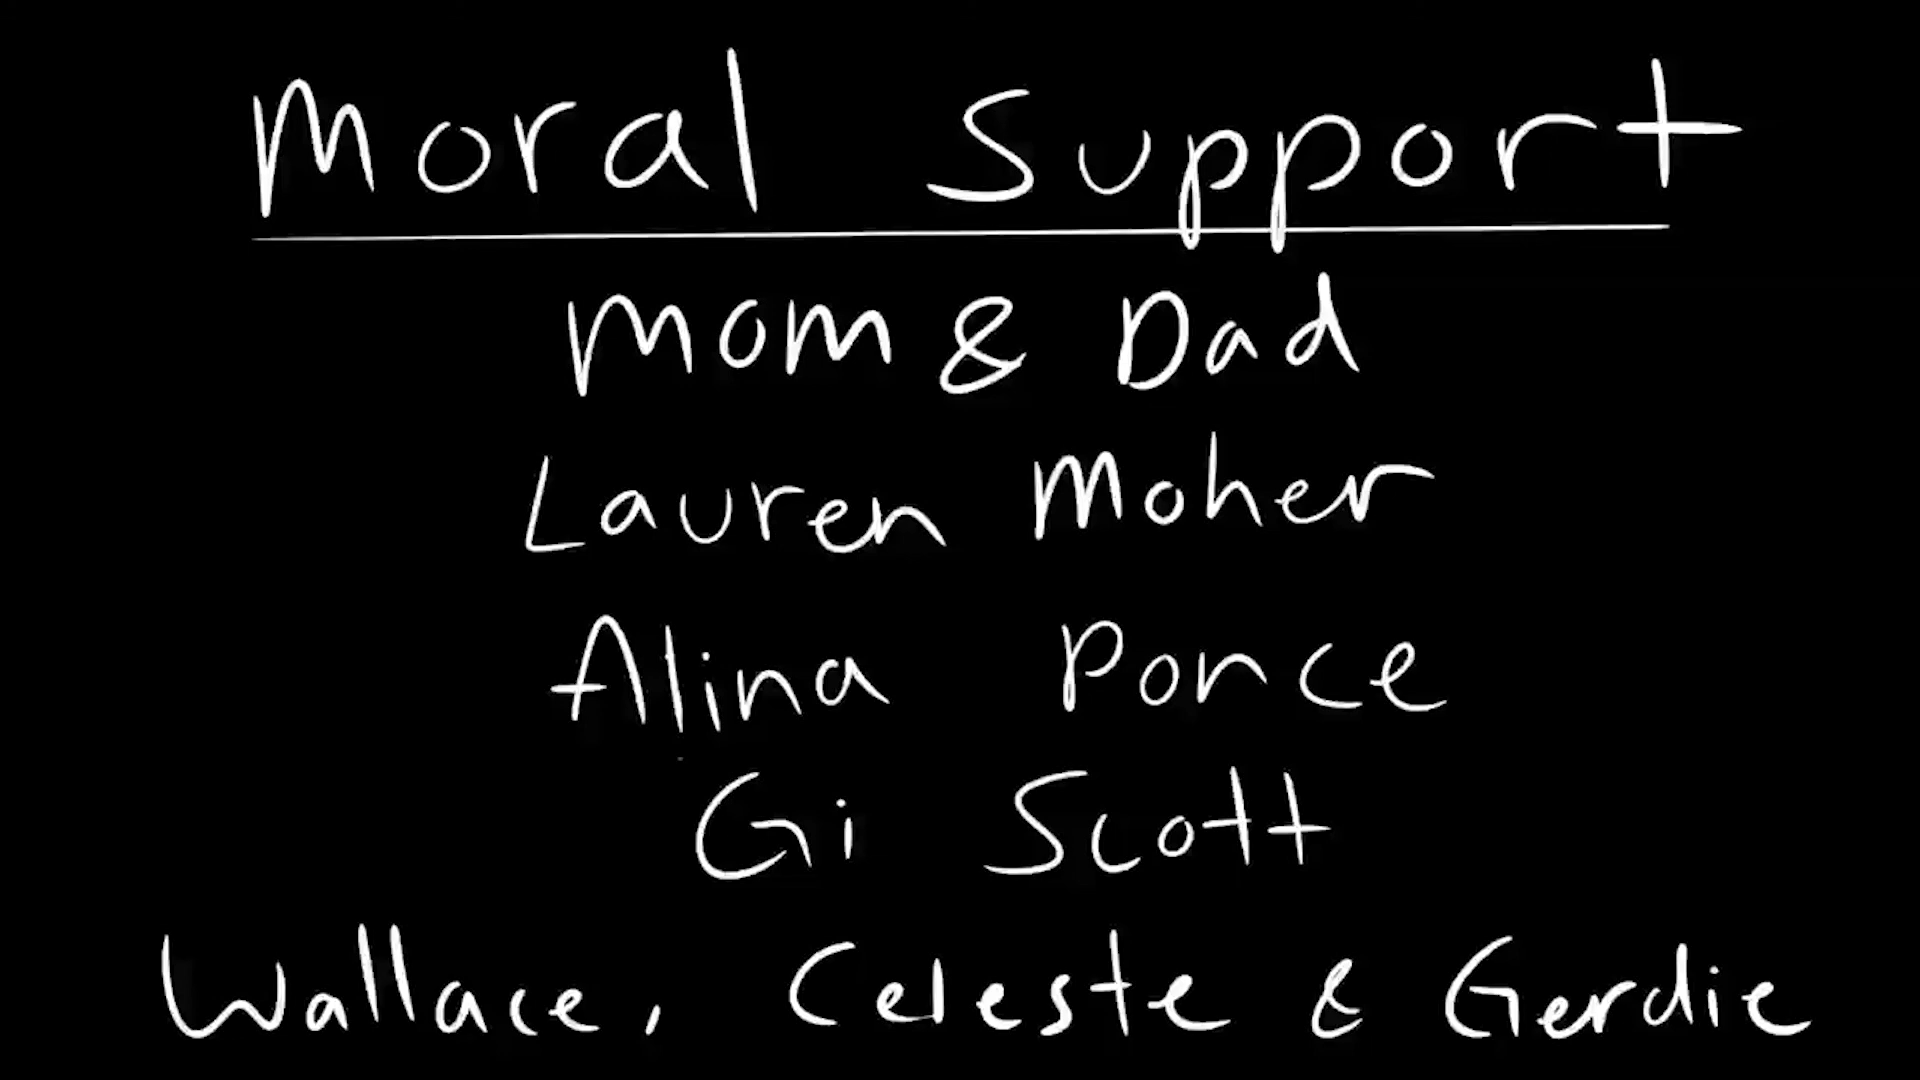 Moral Support
Mom & Dad
Lauren Moher
Alina Ponce
Gi Scott
Wallace, Celeste & Gerdie